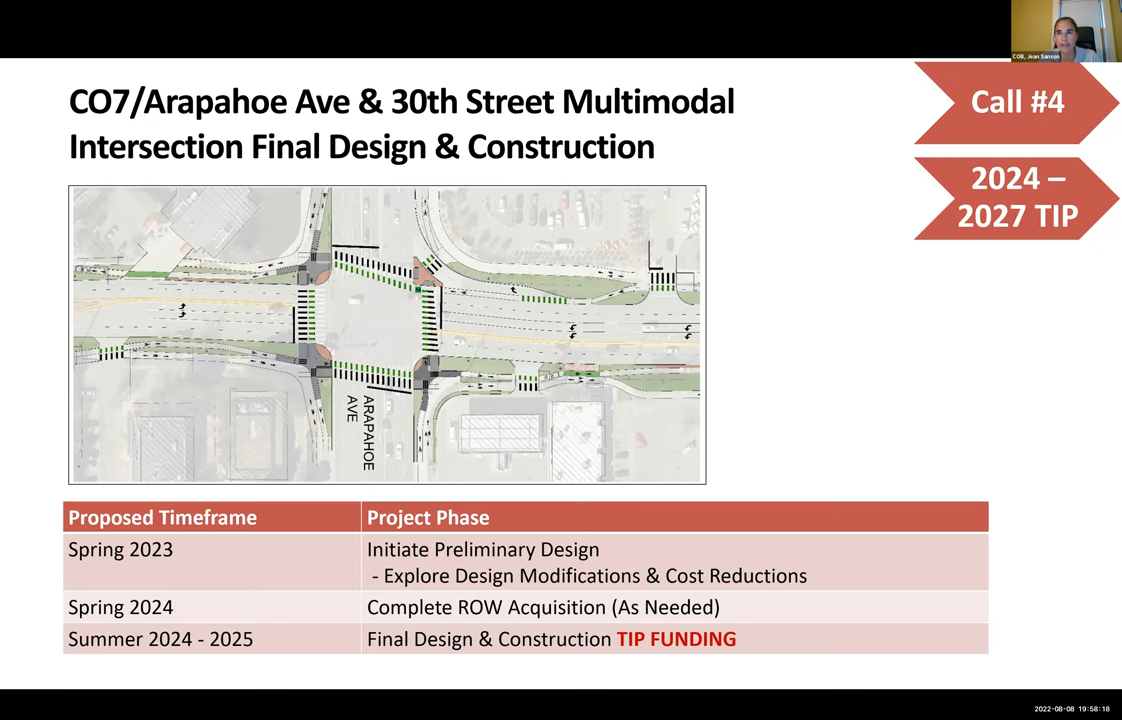 COB, Jean Sanson
CO7/Arapahoe Ave & 30th Street Multimodal
Intersection Final Design & Construction
Call #4
2024 –
2027 TIP
ARAPAHOE
AVE
Proposed Timeframe
Project Phase
Spring 2023
Initiate Preliminary Design
- Explore Design Modifications & Cost Reductions
Spring 2024
Complete ROW Acquisition (As Needed)
Summer 2024 - 2025
Final Design & Construction TIP FUNDING
2022-08-08 19:58:18